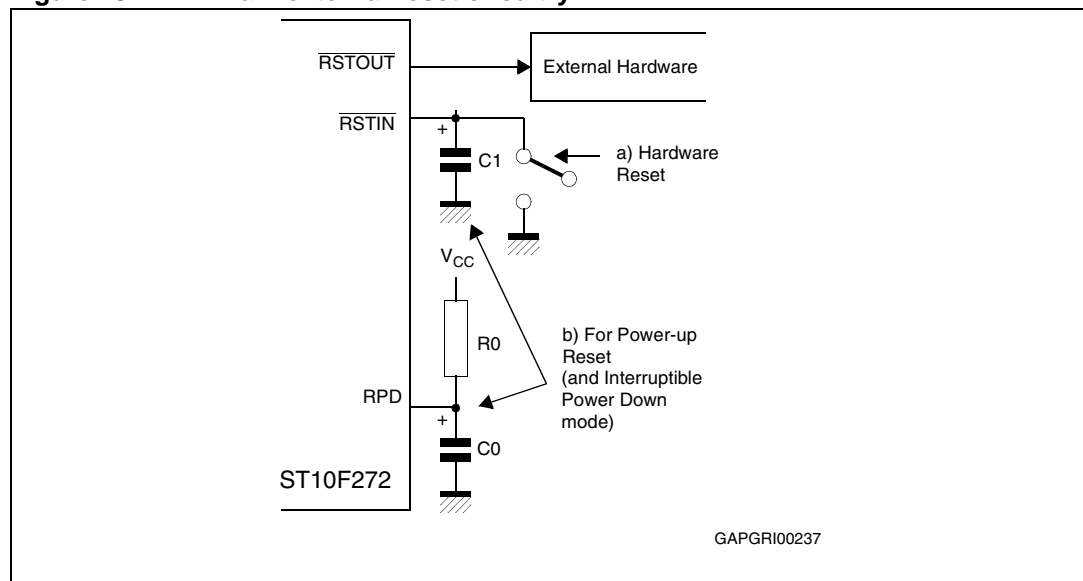 RSTOUT
External Hardware
RSTIN
+
C1
a) Hardware
Reset
VCC
R0
b) For Power-up
Reset
(and Interruptible
Power Down
mode)
RPD
+
C0
ST10F272
GAPGRI00237